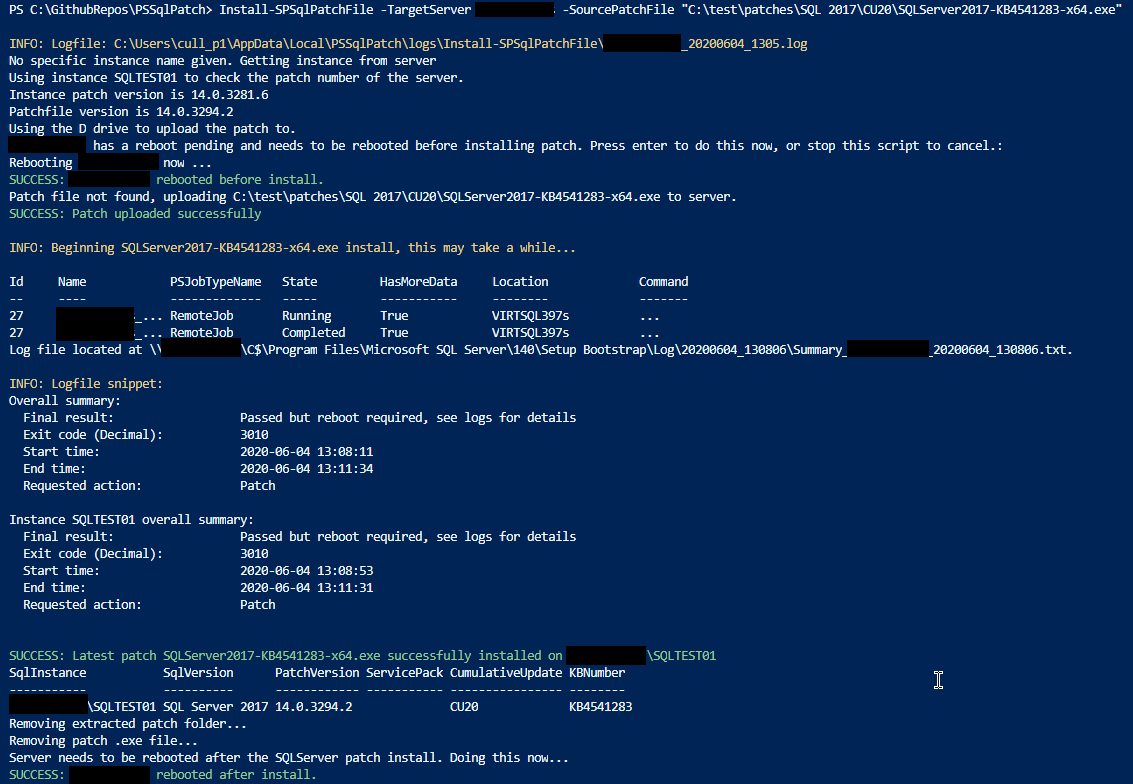 PS C:\GithubRepos\PSSqlPatch> Install-SPSqlPatchFile -TargetServer -SourcePatchFile "C:\test\patches\SQL 2017\CU20\SQLServer2017-KB4541283-x64.exe"
INFO: Logfile: C:\Users\cull_p1\AppData\Local\PSSqlPatch\logs\Install-SPSqlPatchFile\ _20200604_1305.log
No specific instance name given. Getting instance from server
Using instance SQLTEST01 to check the patch number of the server.
Instance patch version is 14.0.3281.6
Patchfile version is 14.0.3294.2
Using the D drive to upload the patch to.
has a reboot pending and needs to be rebooted before installing patch. Press enter to do this now, or stop this script to cancel.:
Rebooting now ...
SUCCESS: rebooted before install.
Patch file not found, uploading C:\test\patches\SQL 2017\CU20\SQLServer2017-KB4541283-x64.exe to server.
SUCCESS: Patch uploaded successfully
INFO: Beginning SQLServer2017-KB4541283-x64.exe install, this may take a while...
Id Name PSJobTypeName State HasMoreData Location Command
-- ---- ------------- ----- ----------- -------- -------
27 _... RemoteJob Running True VIRTSQL397s ...
27 _... RemoteJob Completed True VIRTSQL397s ...
Log file located at \\ \C$\Program Files\Microsoft SQL Server\140\Setup Bootstrap\Log\20200604_130806\Summary_ _20200604_130806.txt.
INFO: Logfile snippet:
Overall summary:
Final result: Passed but reboot required, see logs for details
Exit code (Decimal): 3010
Start time: 2020-06-04 13:08:11
End time: 2020-06-04 13:11:34
Requested action: Patch
Instance SQLTEST01 overall summary:
Final result: Passed but reboot required, see logs for details
Exit code (Decimal): 3010
Start time: 2020-06-04 13:08:53
End time: 2020-06-04 13:11:31
Requested action: Patch
SUCCESS: Latest patch SQLServer2017-KB4541283-x64.exe successfully installed on \SQLTEST01
SqlInstance SqlVersion PatchVersion ServicePack CumulativeUpdate KBNumber
----------- ---------- ------------ ----------- ---------------- --------
\SQLTEST01 SQL Server 2017 14.0.3294.2 CU20 KB4541283
Removing extracted patch folder...
Removing patch .exe file...
Server needs to be rebooted after the SQLServer patch install. Doing this now...
SUCCESS: rebooted after install.